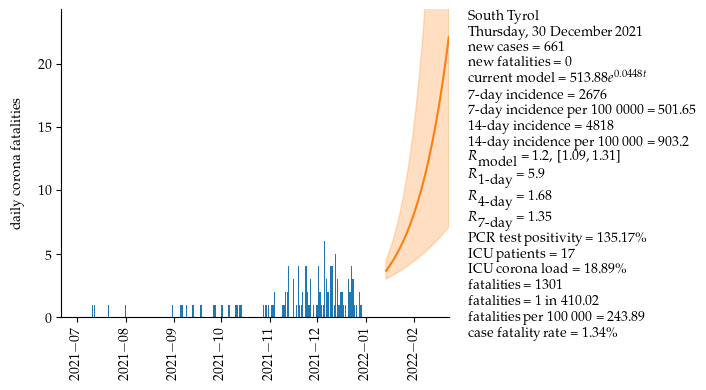 South Tyrol
Thursday, 30 December 2021
new cases = 661
new fatalities = 0
current model = 513.88e^0.0448t
7-day incidence = 2676
7-day incidence per 100 0000 = 501.65
14-day incidence = 4818
14-day incidence per 100 000 = 903.2
R_model = 1.2, [1.09, 1.31]
R_1-day = 5.9
R_4-day = 1.68
R_7-day = 1.35
PCR test positivity = 135.17%
ICU patients = 17
ICU corona load = 18.89%
fatalities = 1301
fatalities = 1 in 410.02
fatalities per 100 000 = 243.89
case fatality rate = 1.34%
daily corona fatalities
20
15
10
5
0
2021−07
2021−08
2021−09
2021−10
2021−11
2021−12
2022−01
2022−02